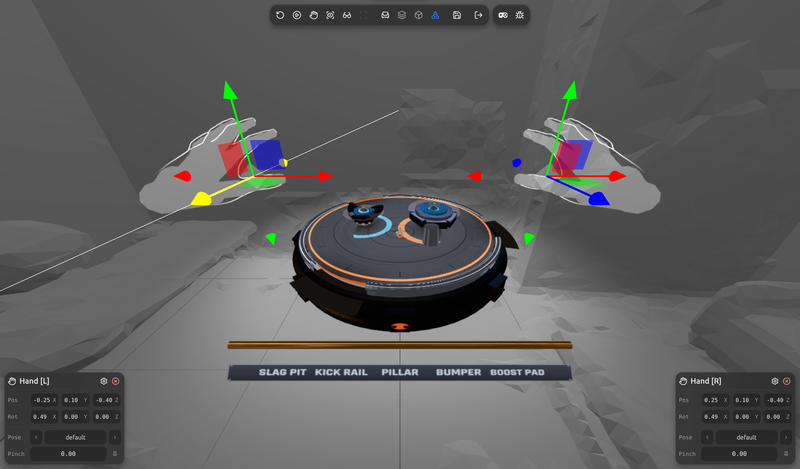 SLAG PIT KICK RAIL PILLAR BUMPER BOOST PAD
Hand [L]
Pos -0.25 X 0.10 Y -0.40 Z
Rot 0.49 X 0.00 Y 0.00 Z
Pose ‹ default ›
Pinch 0.00
Hand [R]
Pos 0.25 X 0.10 Y -0.40 Z
Rot 0.49 X 0.00 Y 0.00 Z
Pose ‹ default ›
Pinch 0.00